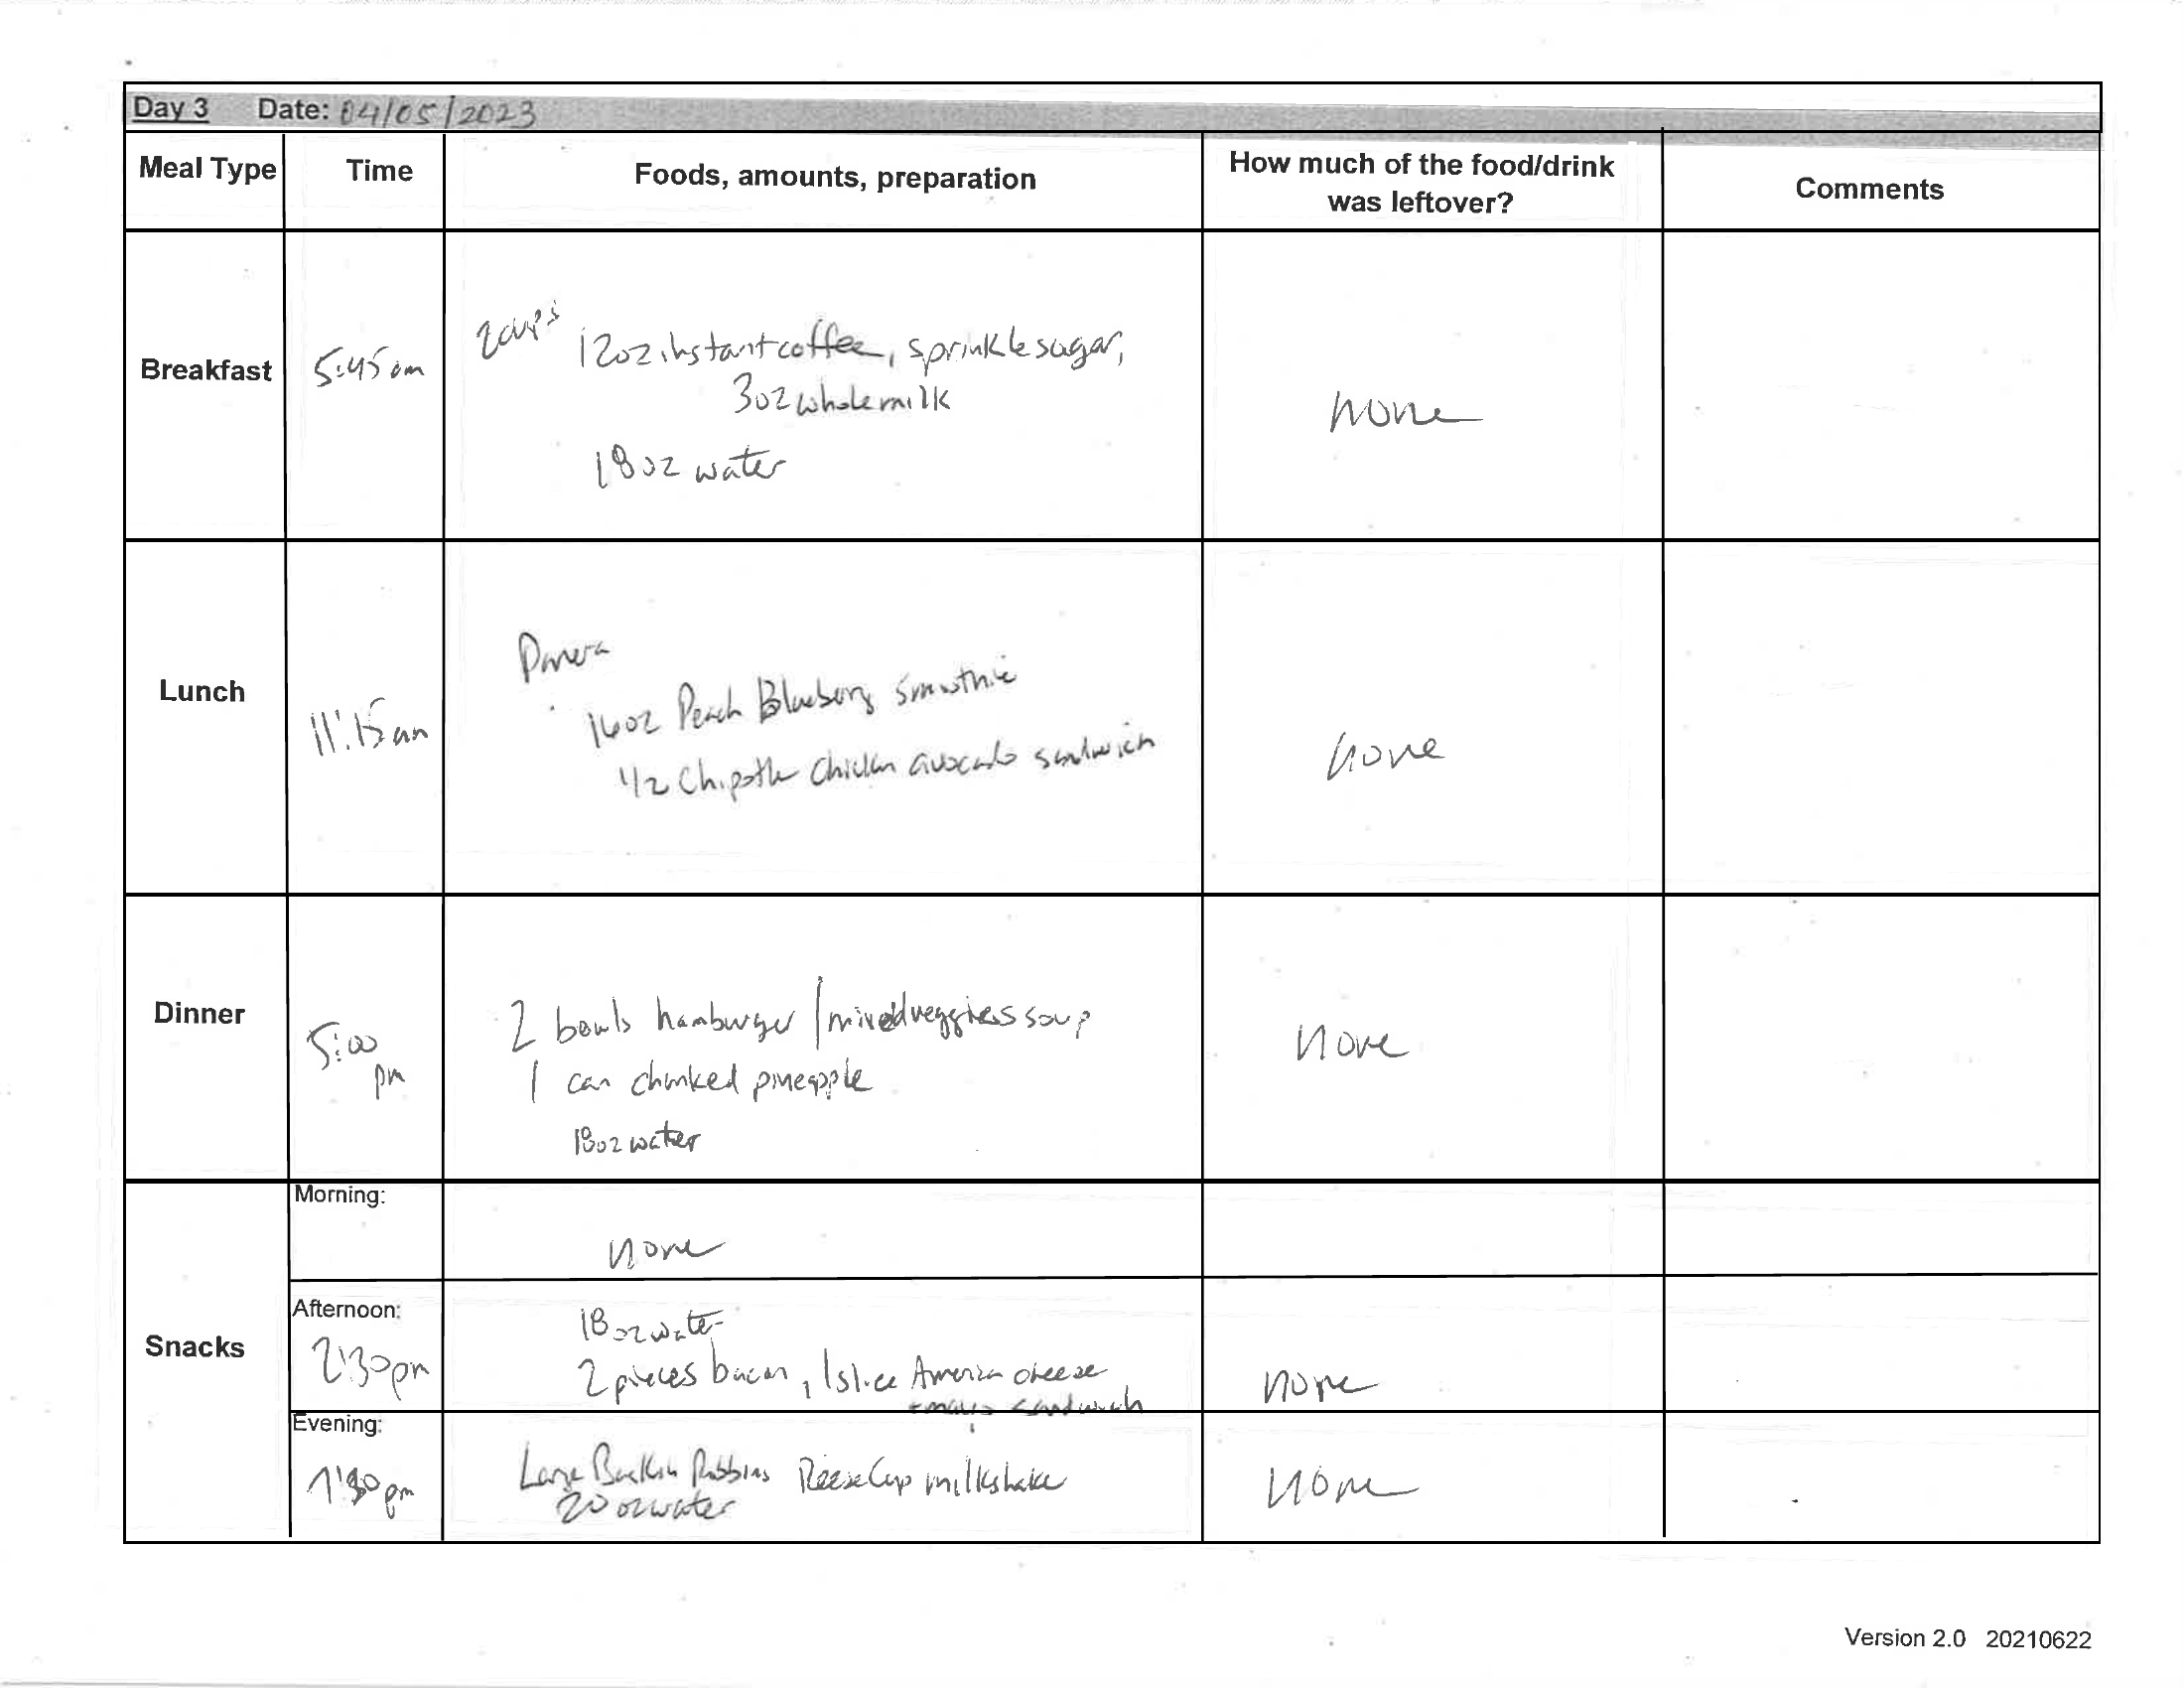 Day 3 Date: 04/05/2023
Meal Type
Time
Foods, amounts, preparation
How much of the food/drink
was leftover?
Comments
Breakfast
5:45 am
2 cups
12oz instant coffee, sprinkle sugar,
3oz whole milk
18oz water
none
Lunch
11:15 am
Panera
16oz Peach Blueberry smoothie
1/2 Chipotle Chicken avocado sandwich
none
Dinner
5:00
pm
2 bowls hamburger/mixed veggies soup
1 can chunked pineapple
18oz water
none
Snacks
Morning:
none
Afternoon:
2:30pm
18oz water
2 pieces bacon, 1 slice American cheese
+ mayo sandwich
none
Evening:
pm
Large Baskin Robbins Reese Cup milkshake
20 oz water
none
Version 2.0 20210622